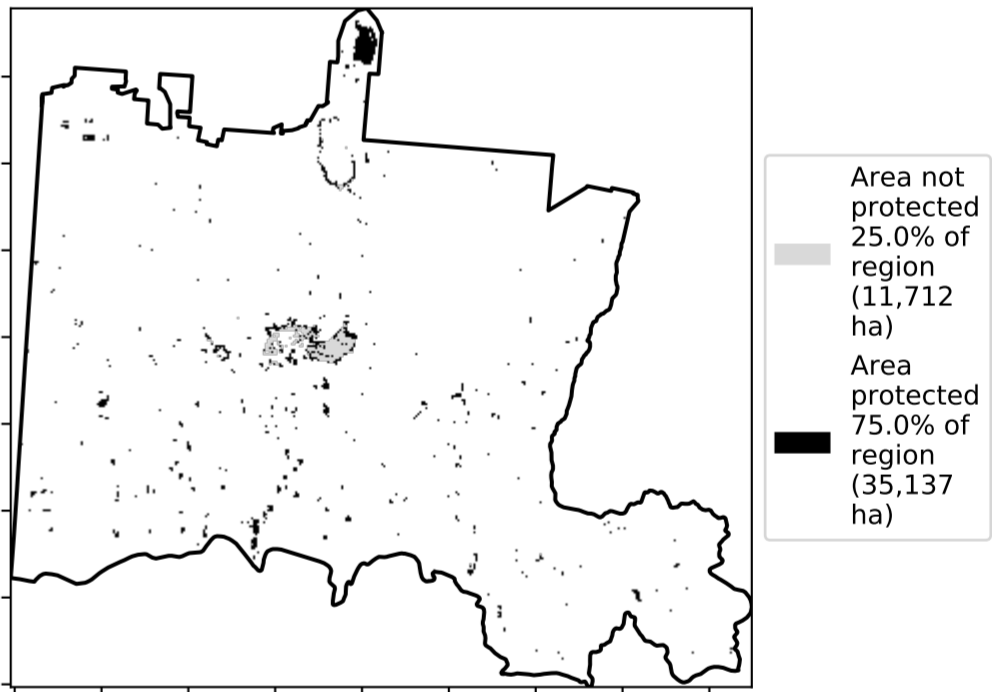 Area not
protected
25.0% of
region
(11,712
ha)
Area
protected
75.0% of
region
(35,137
ha)